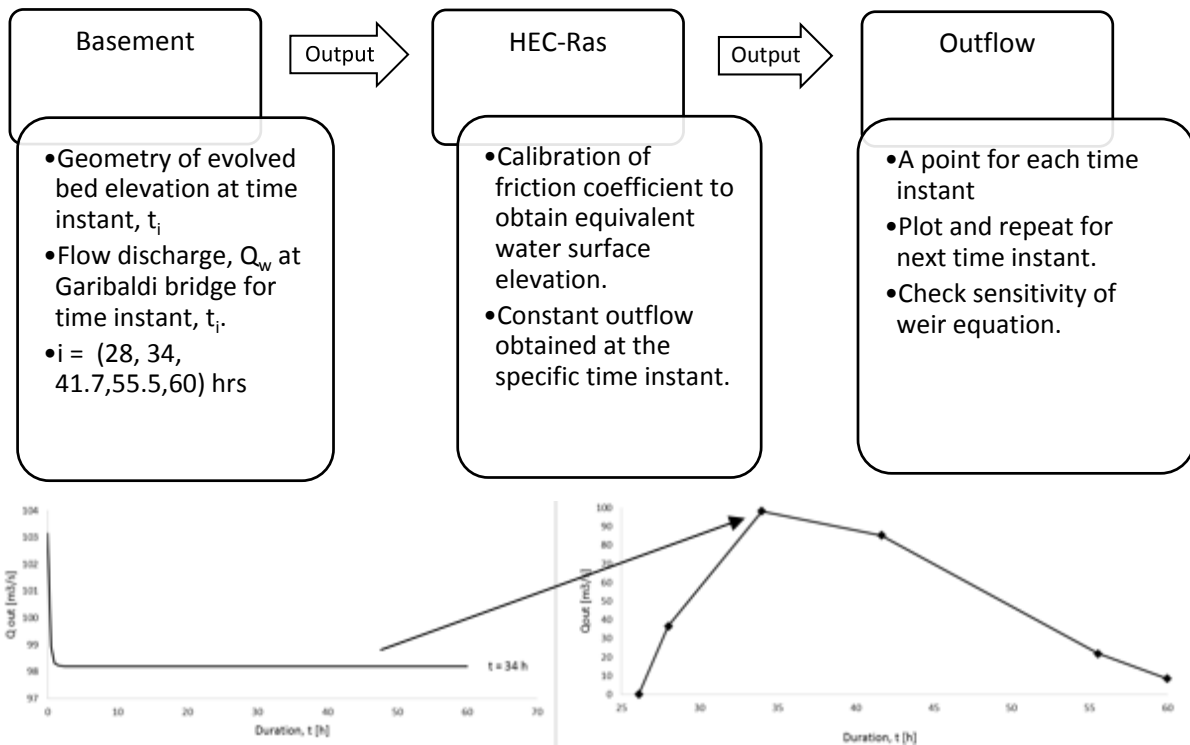 Basement
Output
HEC-Ras
Output
Outflow
•Geometry of evolved
bed elevation at time
instant, tᵢ
•Flow discharge, Q_w at
Garibaldi bridge for
time instant, tᵢ.
•i = (28, 34,
41.7,55.5,60) hrs
•Calibration of
friction coefficient to
obtain equivalent
water surface
elevation.
•Constant outflow
obtained at the
specific time instant.
•A point for each time
instant
•Plot and repeat for
next time instant.
•Check sensitivity of
weir equation.
Q out [m3/s]
104
103
102
101
100
99
98
97
0 10 20 30 40 50 60 70
t = 34 h
Duration, t [h]
Qout [m3/s]
100
90
80
70
60
50
40
30
20
10
0
25 30 35 40 45 50 55 60
Duration, t [h]